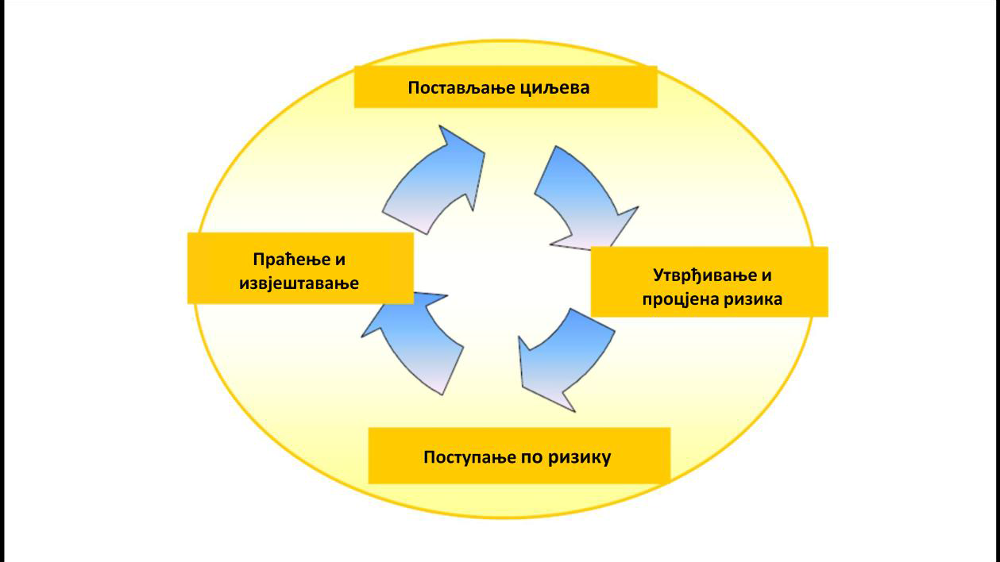 Постављање циљева
Праћење и
извјештавање
Утврђивање и
процјена ризика
Поступање по ризику